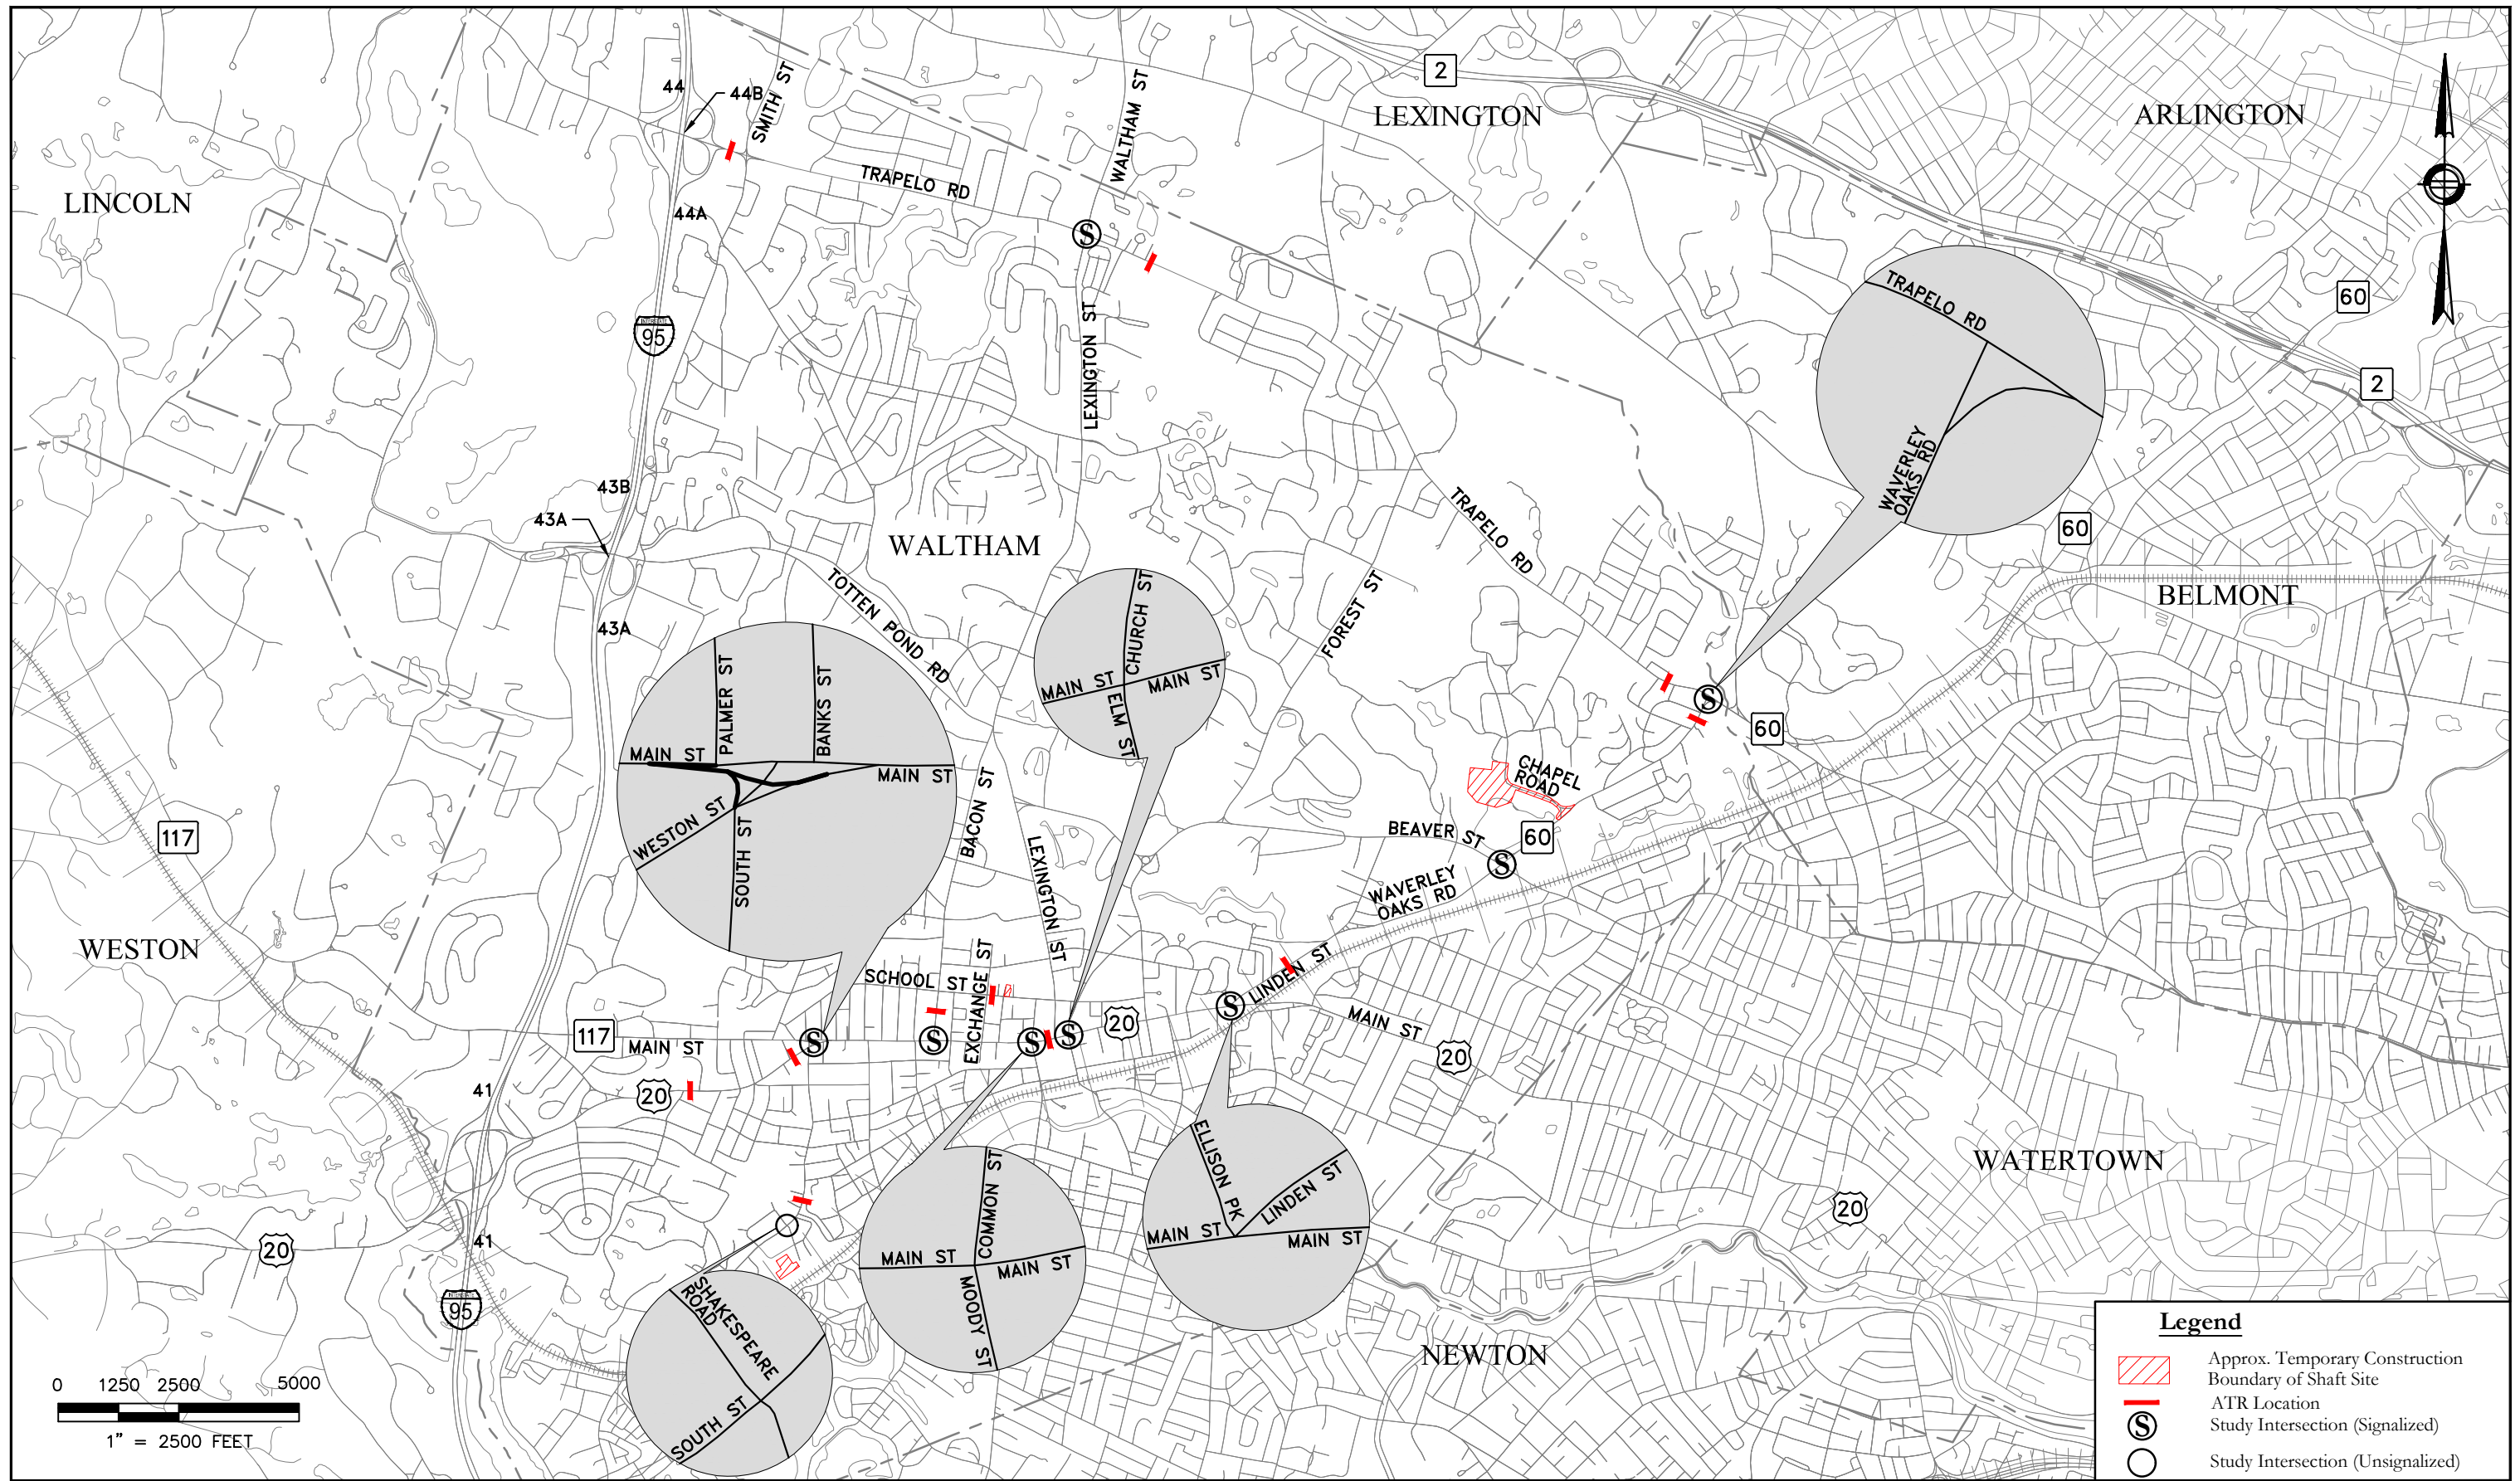 2
44
44B
SMITH ST
WALTHAM ST
LEXINGTON
ARLINGTON
LINCOLN
TRAPELO RD
44A
60
INTERSTATE
95
LEXINGTON ST
TRAPELO RD
WAVERLEY
OAKS RD
2
43B
43A
WALTHAM
TRAPELO RD
60
TOTTEN POND RD
FOREST ST
BELMONT
43A
MAIN ST
CHURCH ST
MAIN ST
ELM ST
PALMER ST
BANKS ST
MAIN ST
MAIN ST
WESTON ST
SOUTH ST
S
60
BACON ST
CHAPEL
ROAD
117
LEXINGTON ST
BEAVER ST
60
S
WAVERLEY
OAKS RD
WESTON
SCHOOL ST
EXCHANGE ST
LINDEN ST
S
S
117
MAIN ST
S
S
S
S
20
MAIN ST
20
41
20
ELLISON PK
LINDEN ST
MAIN ST
MAIN ST
WATERTOWN
20
20
41
COMMON ST
MAIN ST
MAIN ST
MOODY ST
SHAKESPEARE
ROAD
SOUTH ST
95
NEWTON
0 1250 2500 5000
1" = 2500 FEET
Legend
Approx. Temporary Construction
Boundary of Shaft Site
ATR Location
S Study Intersection (Signalized)
Study Intersection (Unsignalized)